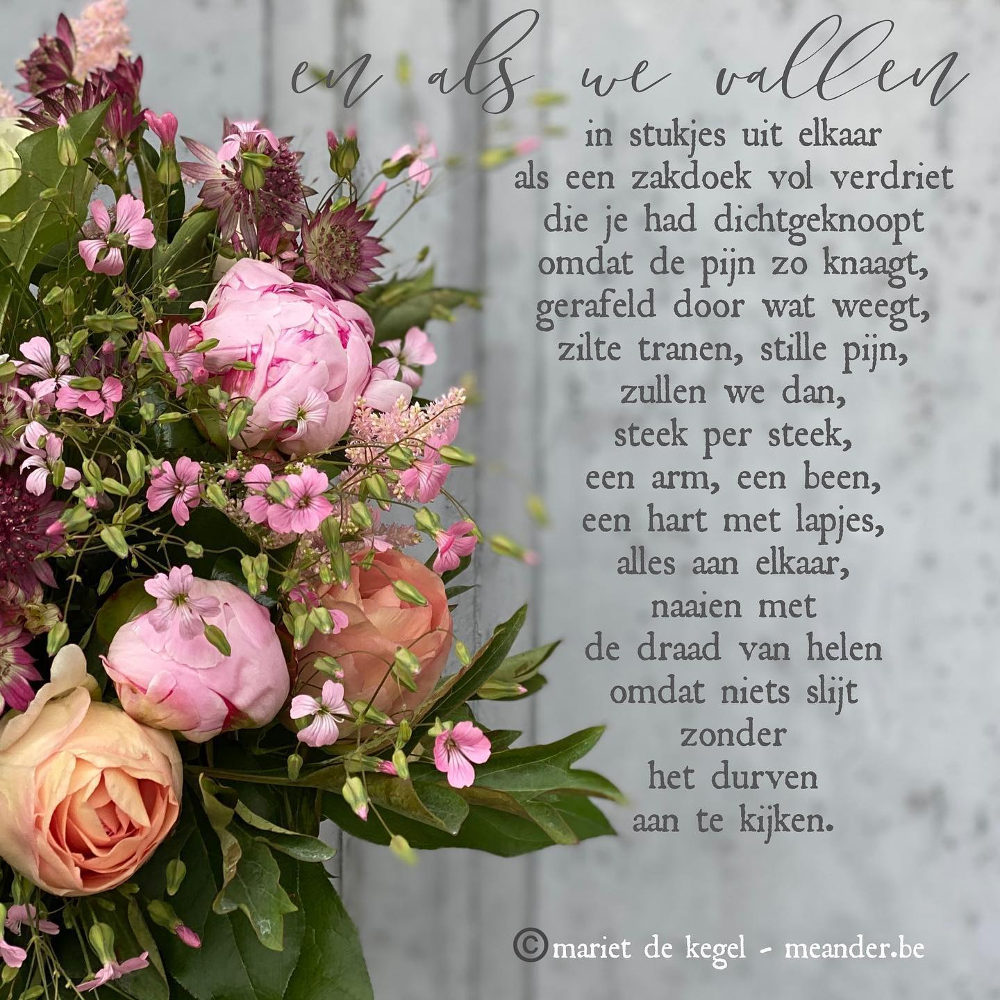 en als we vallen
in stukjes uit elkaar
als een zakdoek vol verdriet
die je had dichtgeknoopt
omdat de pijn zo knaagt,
gerafeld door wat weegt,
zilte tranen, stille pijn,
zullen we dan,
steek per steek,
een arm, een been,
een hart met lapjes,
alles aan elkaar,
naaien met
de draad van helen
omdat niets slijt
zonder
het durven
aan te kijken.
©mariet de kegel - meander.be